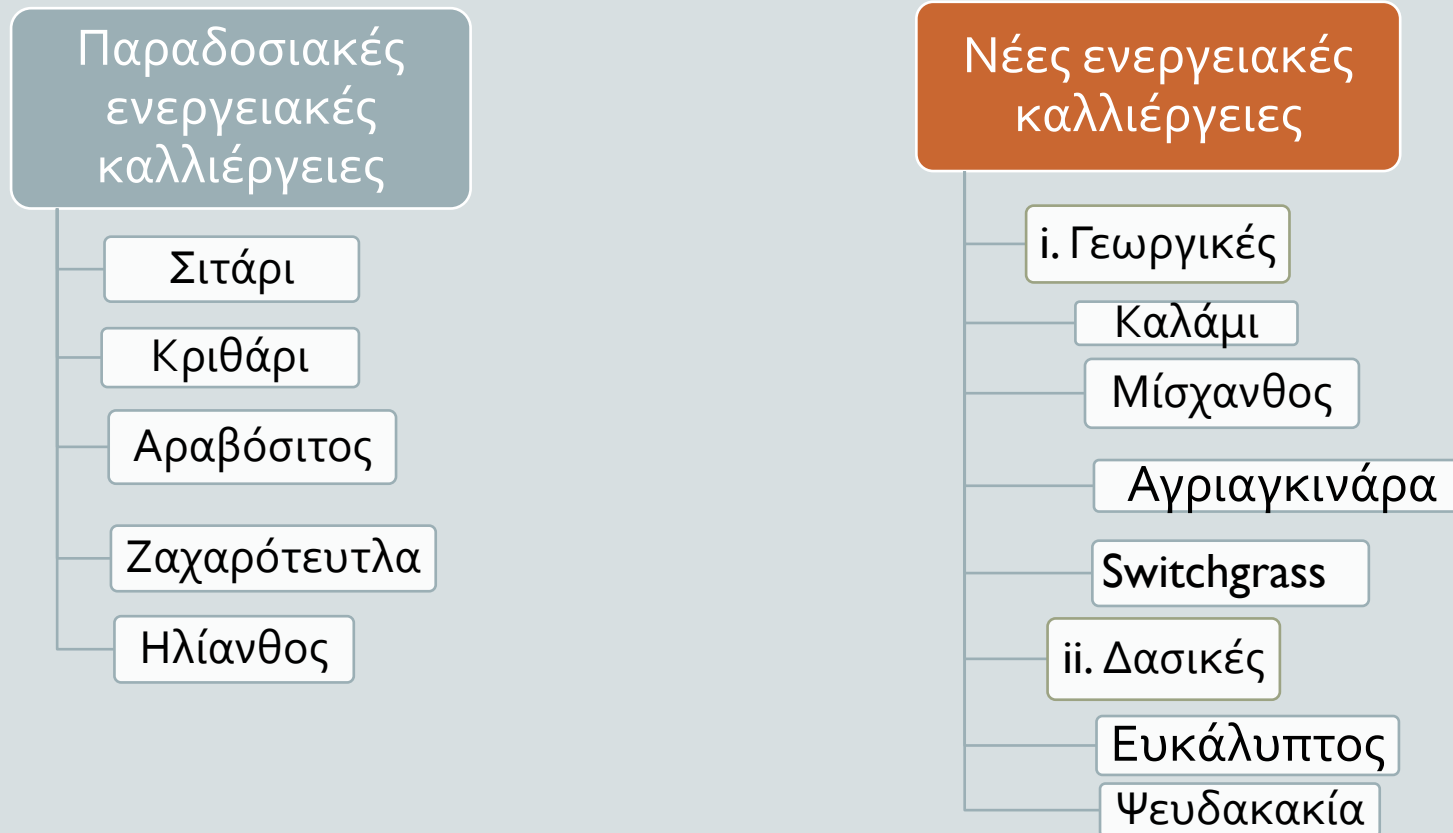 Παραδοσιακές
ενεργειακές
καλλιέργειες
Σιτάρι
Κριθάρι
Αραβόσιτος
Ζαχαρότευτλα
Ηλίανθος
Νέες ενεργειακές
καλλιέργειες
i. Γεωργικές
Καλάμι
Μίσχανθος
Αγριαγκινάρα
Switchgrass
ii. Δασικές
Ευκάλυπτος
Ψευδακακία